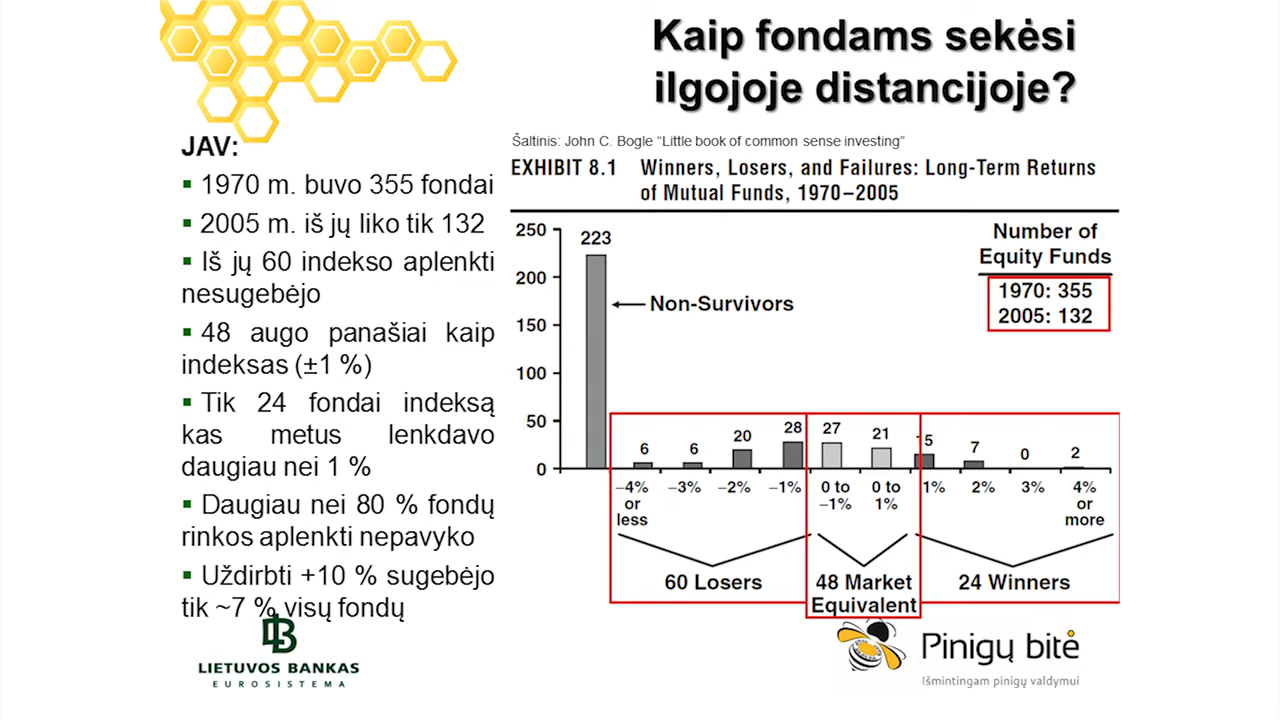 Kaip fondams sekėsi
ilgojoje distancijoje?
JAV:
▪ 1970 m. buvo 355 fondai
▪ 2005 m. iš jų liko tik 132
▪ Iš jų 60 indekso aplenkti
nesugebėjo
▪ 48 augo panašiai kaip
indeksas (±1 %)
▪ Tik 24 fondai indeksą
kas metus lenkdavo
daugiau nei 1 %
▪ Daugiau nei 80 % fondų
rinkos aplenkti nepavyko
▪ Uždirbti +10 % sugebėjo
tik ~7 % visų fondų
Šaltinis: John C. Bogle “Little book of common sense investing”
EXHIBIT 8.1 Winners, Losers, and Failures: Long-Term Returns
of Mutual Funds, 1970–2005
Number of
Equity Funds
1970: 355
2005: 132
250
200
150
100
50
0
223
Non-Survivors
6 6 20 28 27 21 15 7 0 2
–4% –3% –2% –1% 0 to 0 to 1% 2% 3% 4%
or –1% 1% or
less more
60 Losers 48 Market 24 Winners
Equivalent
LB
LIETUVOS BANKAS
EUROSISTEMA
Pinigų bitė
Išmintingam pinigų valdymui